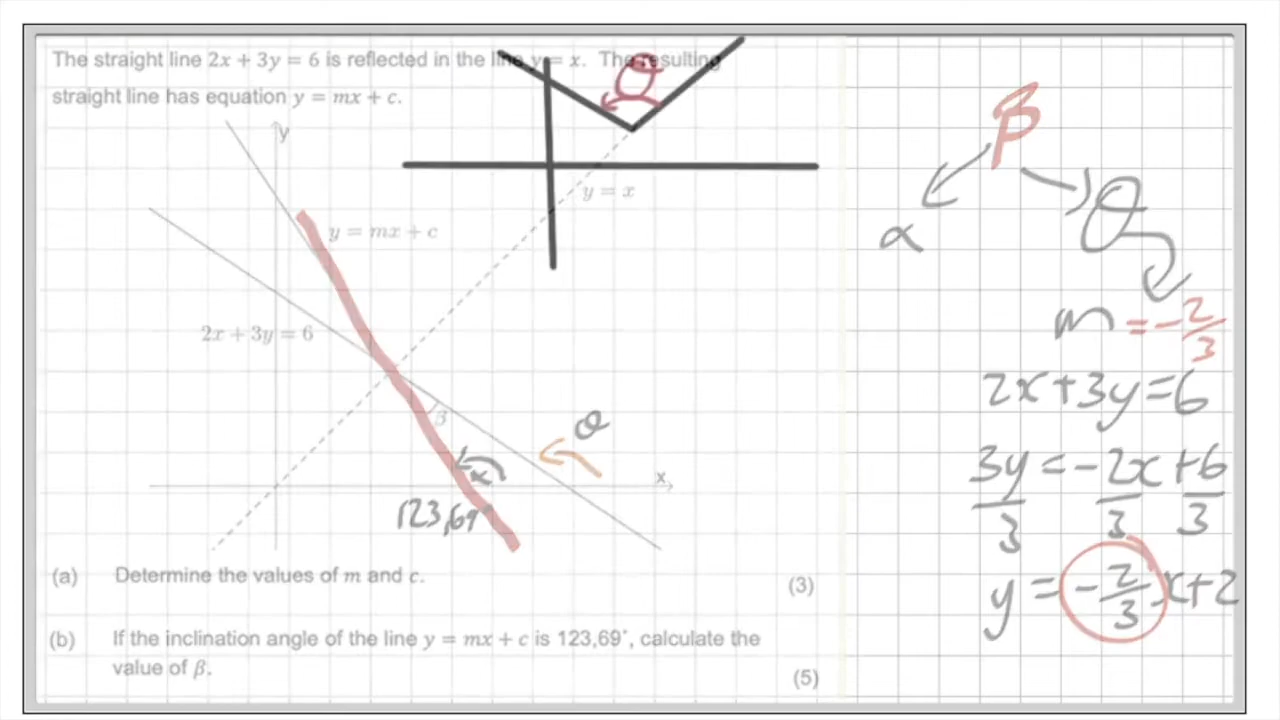 The straight line 2x + 3y = 6 is reflected in the line y = x. The resulting
straight line has equation y = mx + c.
θ
y
y = x
y = mx + c
2x + 3y = 6
β
θ
x
α
123,69°
(a) Determine the values of m and c.
(3)
(b) If the inclination angle of the line y = mx + c is 123,69°, calculate the
value of β.
(5)
β
α
θ
m = -2/3
2x+3y=6
3y/3 = -2x/3 +6/3
y = -2/3 x+2